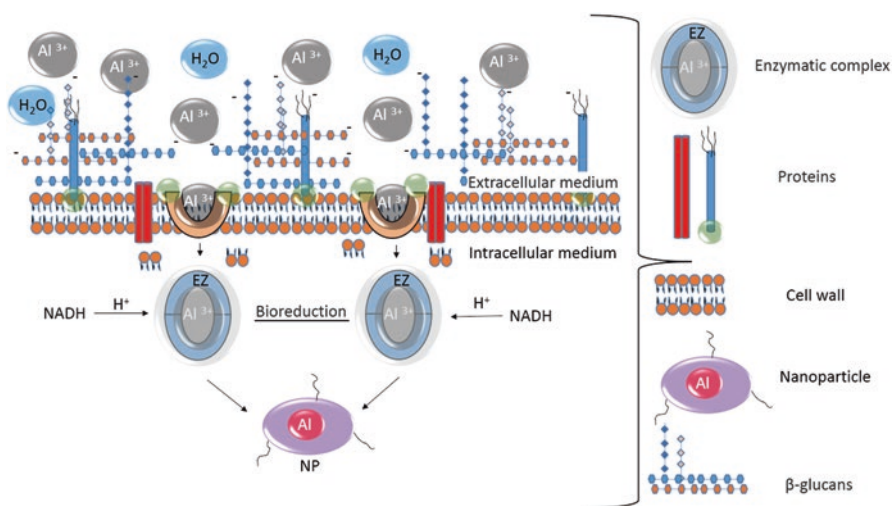 Al 3+
Al 3+
H₂O
Al 3+
H₂O
Al 3+
H₂O
Al 3+
Al 3+
Extracellular medium
Al 3+
Al 3+
Intracellular medium
EZ
Al 3+
EZ
Al 3+
NADH
H⁺
Bioreduction
H⁺
NADH
Al
NP
EZ
Al 3+
Enzymatic complex
Proteins
Cell wall
Al
Nanoparticle
β-glucans